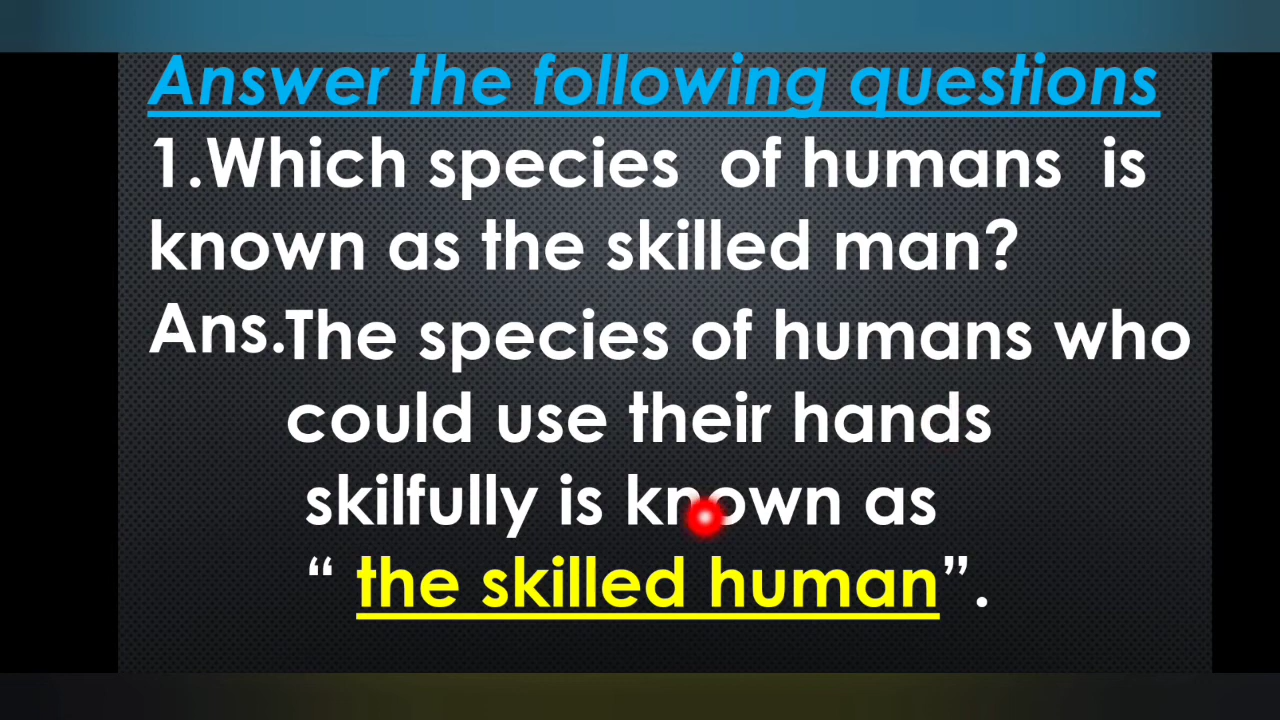 Answer the following questions
1.Which species of humans is
known as the skilled man?
Ans.The species of humans who
could use their hands
skilfully is known as
“ the skilled human”.